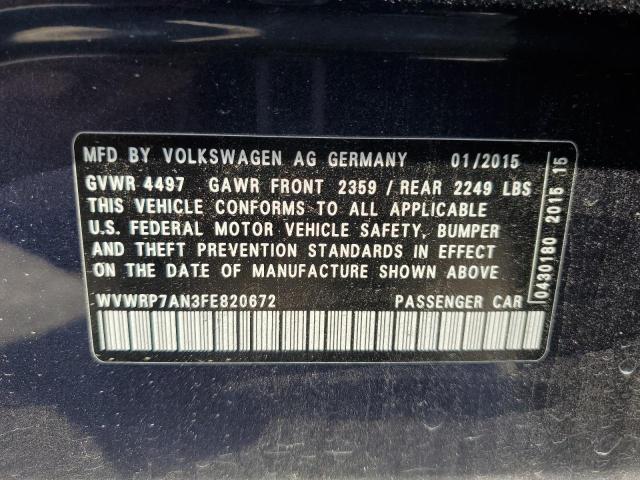 MFD BY VOLKSWAGEN AG GERMANY 01/2015
GVWR 4497 GAWR FRONT 2359 / REAR 2249 LBS
THIS VEHICLE CONFORMS TO ALL APPLICABLE
U.S. FEDERAL MOTOR VEHICLE SAFETY, BUMPER
AND THEFT PREVENTION STANDARDS IN EFFECT
ON THE DATE OF MANUFACTURE SHOWN ABOVE
WVWRP7AN3FE820672 PASSENGER CAR
0430180 2015 15